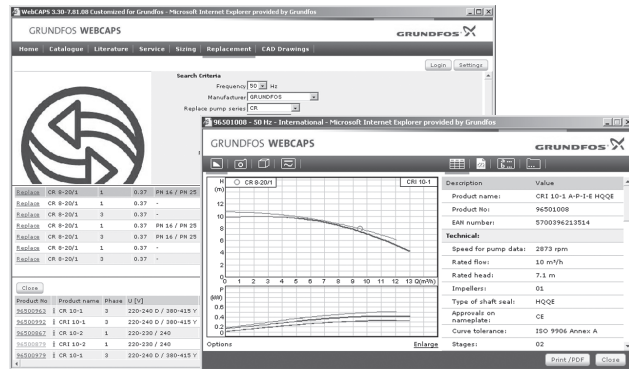 WebCAPS 3.30-7.01.08 Customized for Grundfos - Microsoft Internet Explorer provided by Grundfos
GRUNDFOS WEBCAPS
GRUNDFOS
Home Catalogue Literature Service Sizing Replacement CAD Drawings
Login Settings
Search Criteria
Frequency 50 Hz
Manufacturer GRUNDFOS
Replace pump series CR
Replace CR 8-20/1 1 0.37 PN 16 / PN 25
Replace CR 8-20/1 1 0.37 -
Replace CR 8-20/1 3 0.37 -
Replace CR 8-20/1 1 0.37 PN 16 / PN 25
Replace CR 8-20/1 3 0.37 PN 16 / PN 25
Replace CR 8-20/1 3 0.37 -
Close
Product No Product name Phase U [V]
96500963 CR 10-1 3 220-240 D / 380-415 Y
96500992 CRI 10-1 3 220-240 D / 380-415 Y
96500867 CR 10-2 1 220-230 / 240
96500879 CRI 10-2 1 220-230 / 240
96500979 CR 10-1 3 220-240 D / 380-415 Y
96501008 - 50 Hz - International - Microsoft Internet Explorer provided by Grundfos
GRUNDFOS WEBCAPS
GRUNDFOS
H
(m)
CR 8-20/1
CRI 10-1
12
10
8
6
4
2
0
0 1 2 3 4 5 6 7 8 9 10 11 12 13 Q(m³/h)
P
(kW)
0.6
0.4
0.2
0
Options
Enlarge
Description Value
Product name: CRI 10-1 A-P-I-E HQQE
Product No: 96501008
EAN number: 5700396213514
Technical:
Speed for pump data: 2873 rpm
Rated flow: 10 m³/h
Rated head: 7.1 m
Impellers: 01
Type of shaft seal: HQQE
Approvals on nameplate: CE
Curve tolerance: ISO 9906 Annex A
Stages: 02
Print /PDF Close